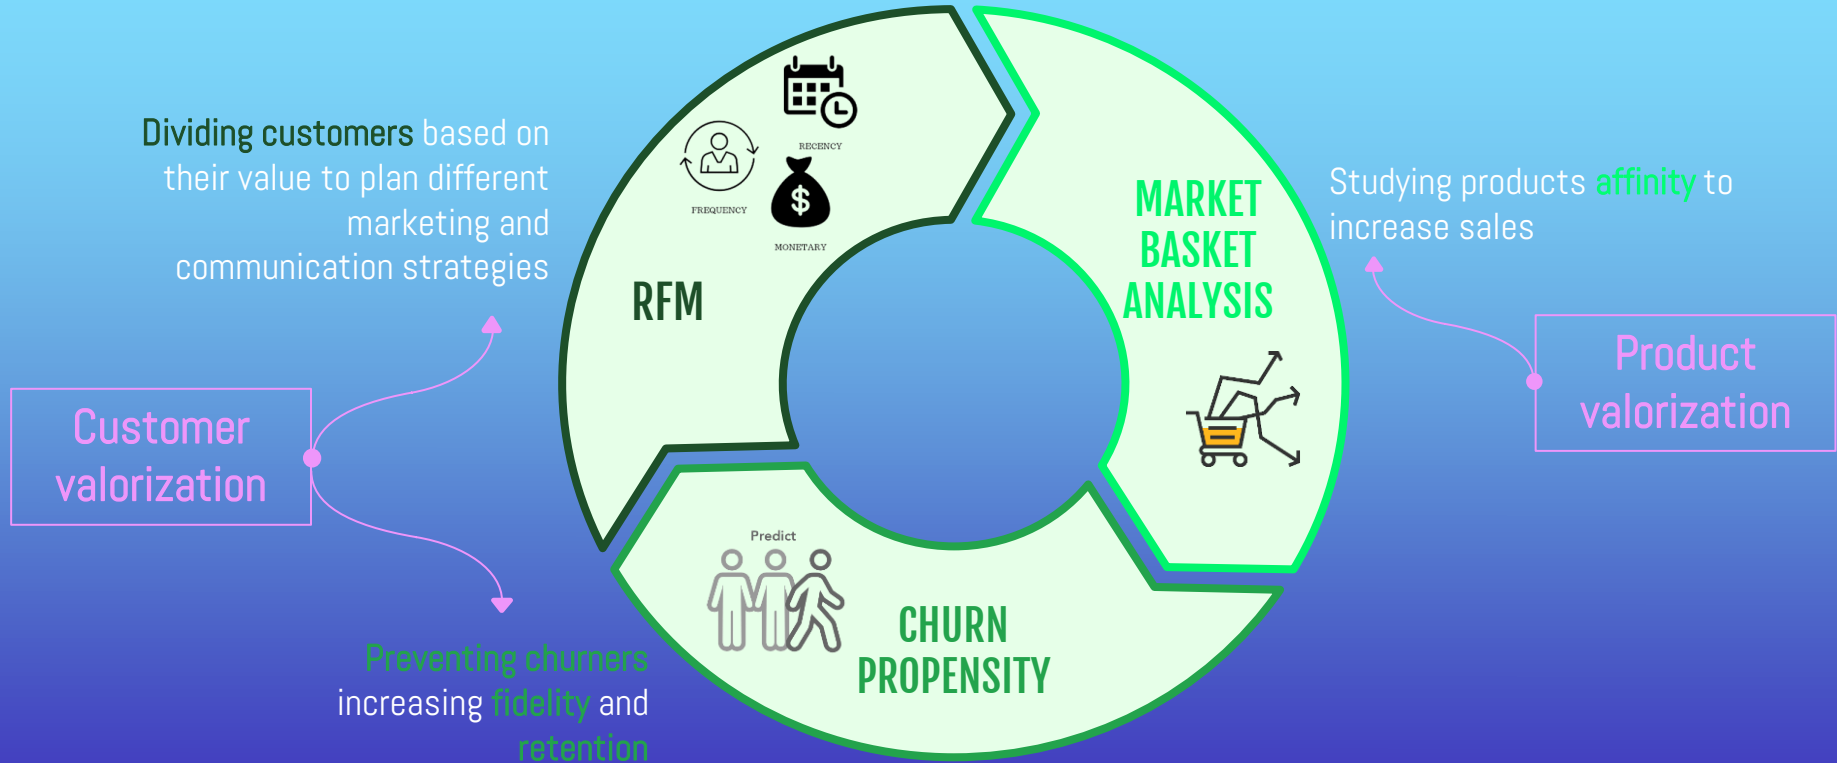 Dividing customers based on
their value to plan different
marketing and
communication strategies
Customer
valorization
Preventing churners
increasing fidelity and
retention
RECENCY
FREQUENCY
$
MONETARY
RFM
MARKET
BASKET
ANALYSIS
Predict
CHURN
PROPENSITY
Studying products affinity to
increase sales
Product
valorization